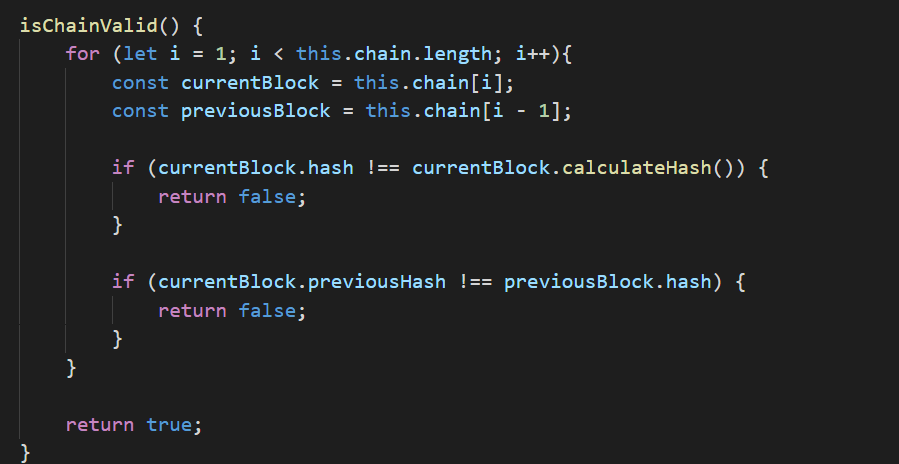 isChainValid() {
    for (let i = 1; i < this.chain.length; i++){
        const currentBlock = this.chain[i];
        const previousBlock = this.chain[i - 1];

        if (currentBlock.hash !== currentBlock.calculateHash()) {
            return false;
        }

        if (currentBlock.previousHash !== previousBlock.hash) {
            return false;
        }
    }

    return true;
}